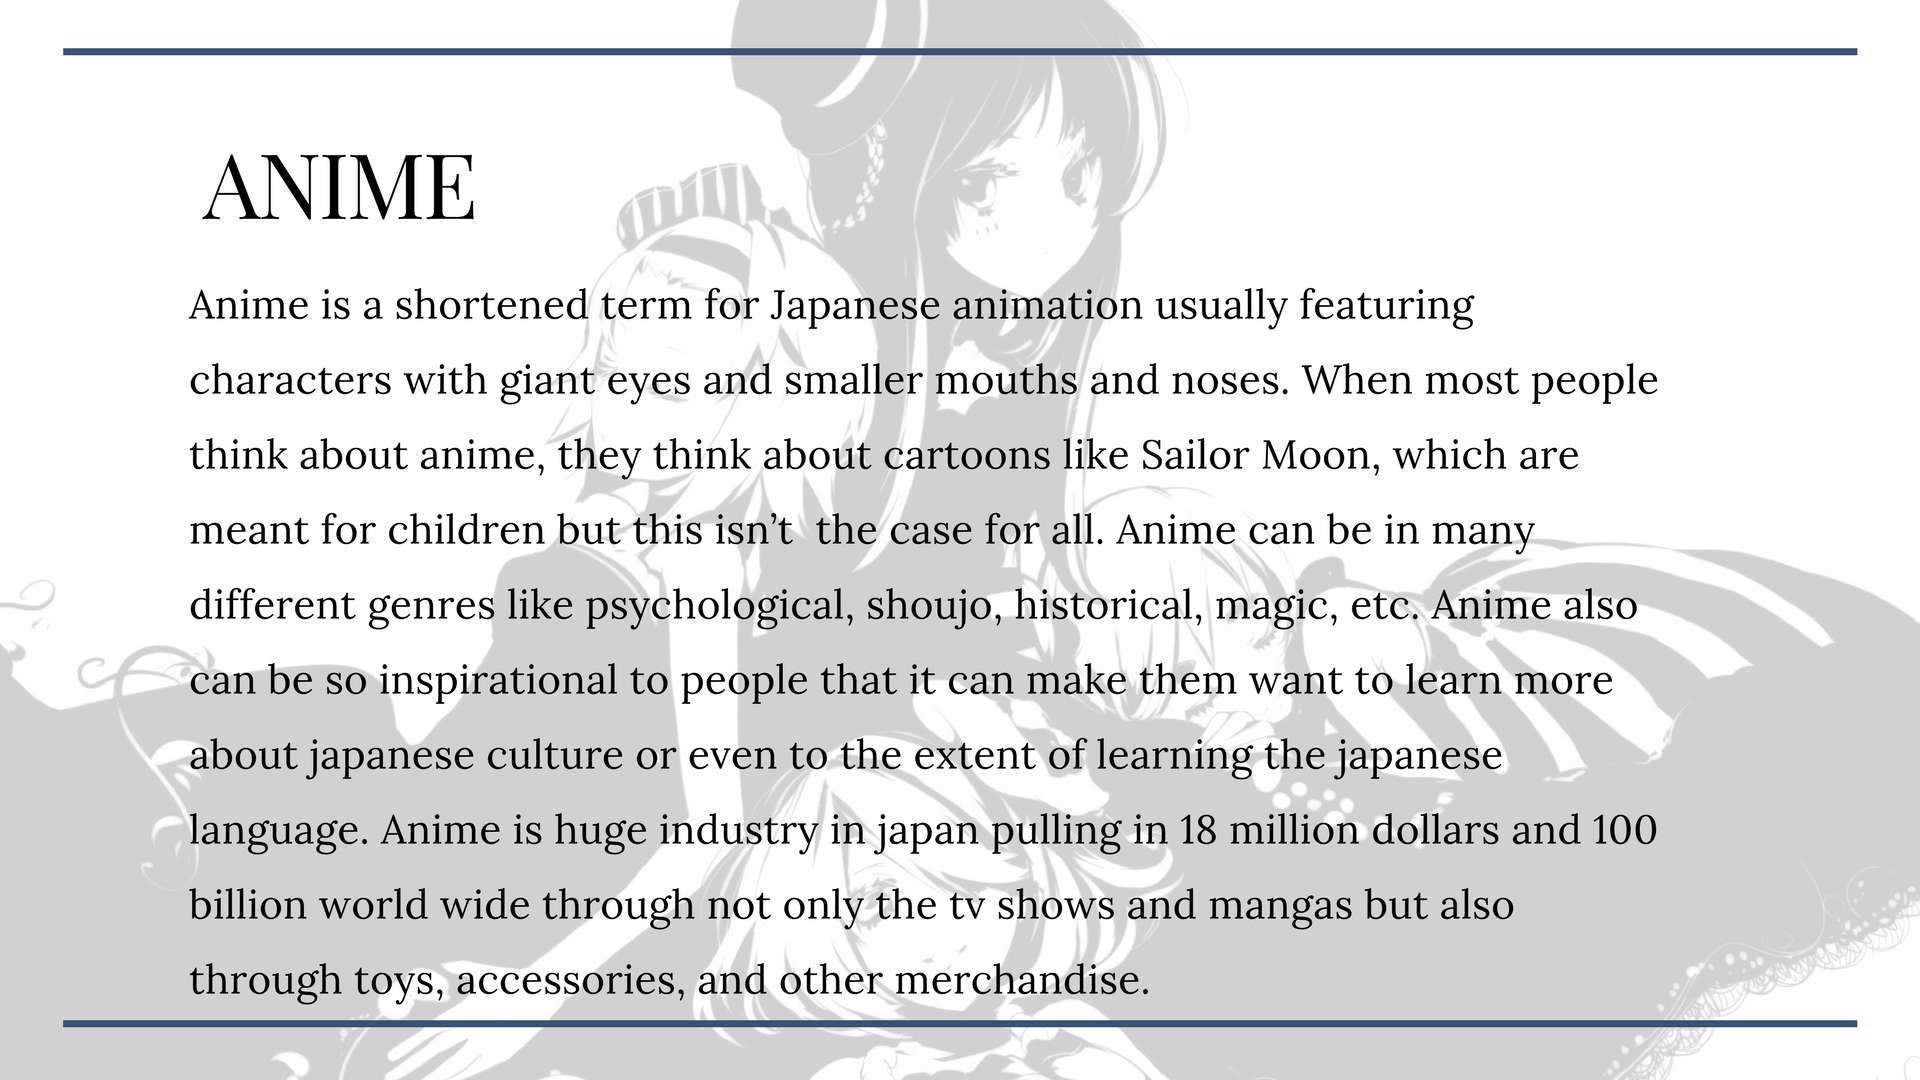 ANIME
Anime is a shortened term for Japanese animation usually featuring
characters with giant eyes and smaller mouths and noses. When most people
think about anime, they think about cartoons like Sailor Moon, which are
meant for children but this isn’t  the case for all. Anime can be in many
different genres like psychological, shoujo, historical, magic, etc. Anime also
can be so inspirational to people that it can make them want to learn more
about japanese culture or even to the extent of learning the japanese
language. Anime is huge industry in japan pulling in 18 million dollars and 100
billion world wide through not only the tv shows and mangas but also
through toys, accessories, and other merchandise.